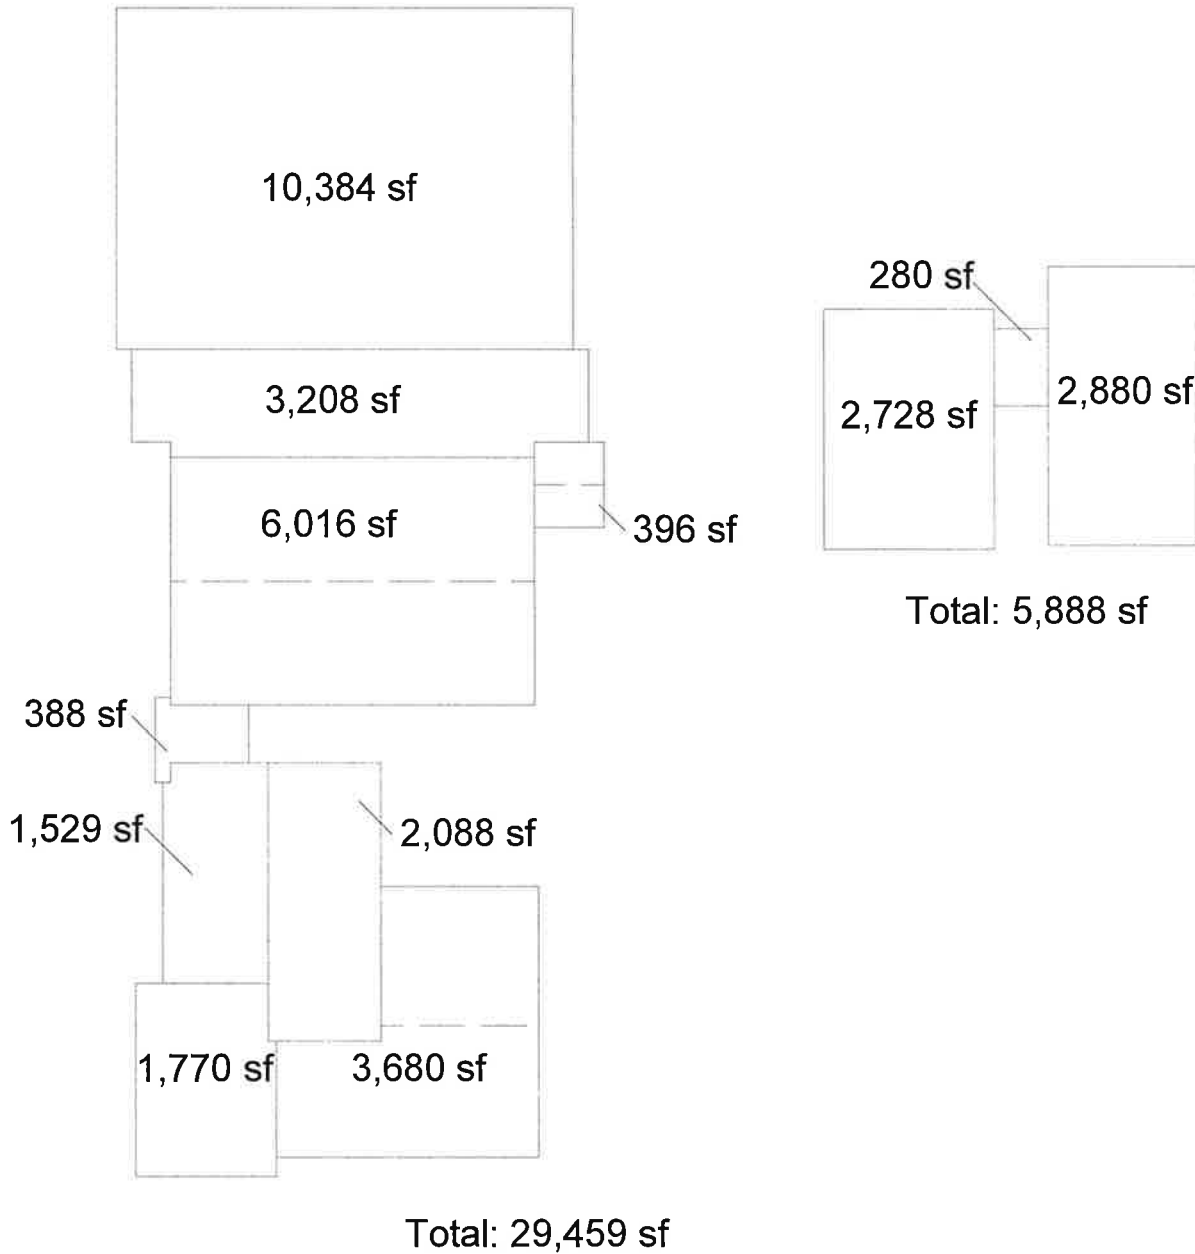 10,384 sf
3,208 sf
6,016 sf
396 sf
388 sf
1,529 sf
2,088 sf
1,770 sf
3,680 sf
Total: 29,459 sf
280 sf
2,728 sf
2,880 sf
Total: 5,888 sf